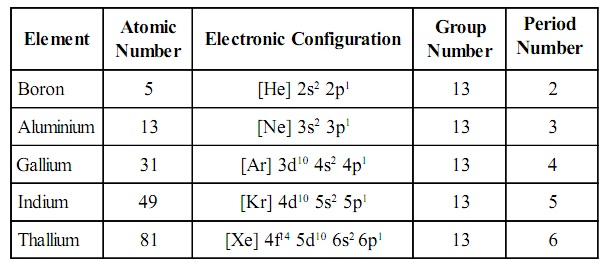 Element Atomic Number Electronic Configuration Group Number Period Number
Boron 5 [He] 2s² 2p¹ 13 2
Aluminium 13 [Ne] 3s² 3p¹ 13 3
Gallium 31 [Ar] 3d¹⁰ 4s² 4p¹ 13 4
Indium 49 [Kr] 4d¹⁰ 5s² 5p¹ 13 5
Thallium 81 [Xe] 4f¹⁴ 5d¹⁰ 6s² 6p¹ 13 6